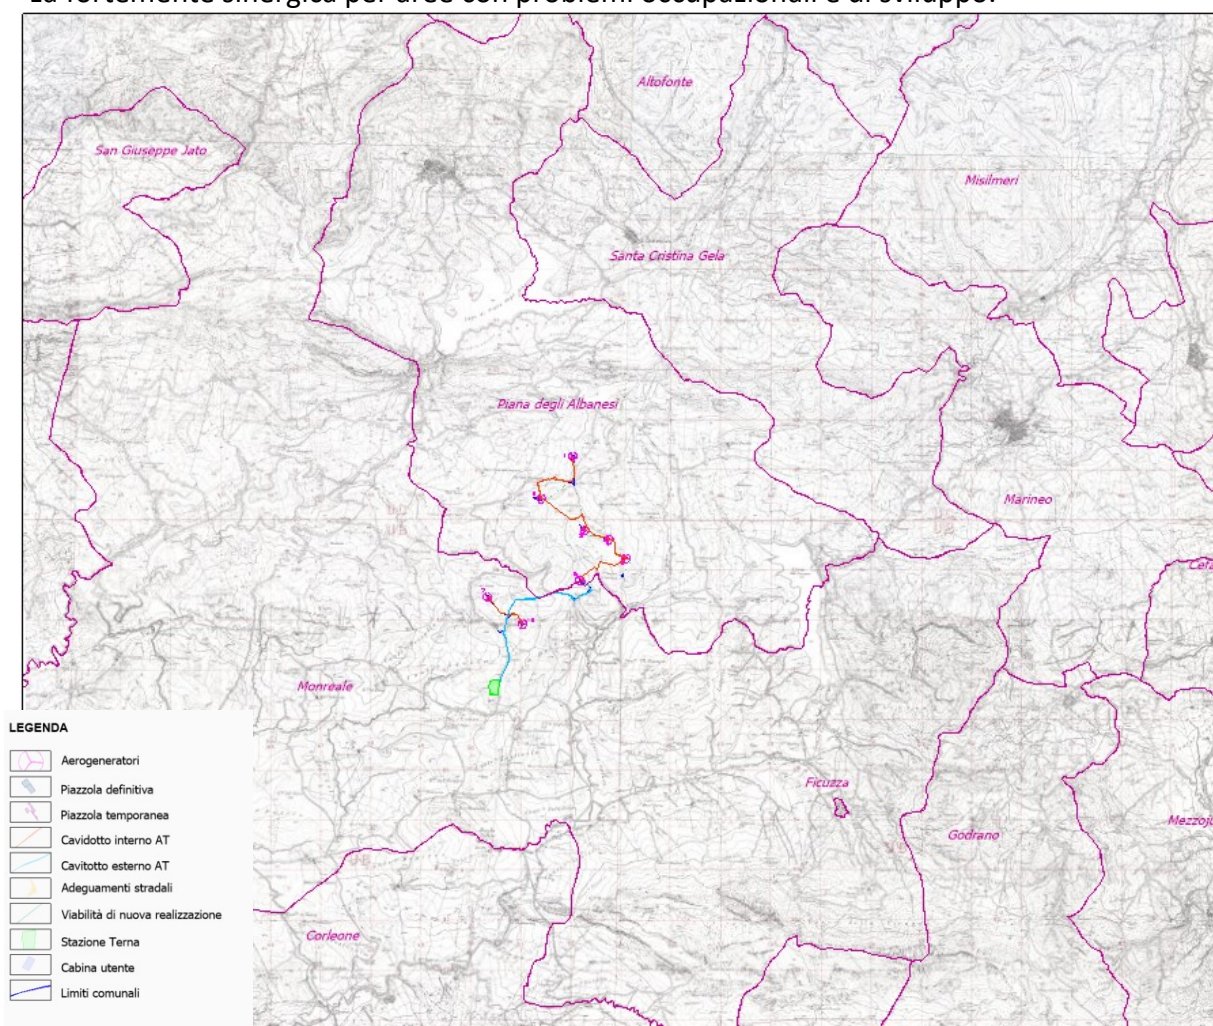 La fortemente sinergica per aree con problemi occupazionali e di sviluppo.
Altofonte
San Giuseppe Jato
Misilmeri
Santa Cristina Gela
Piana degli Albanesi
Marineo
Monreale
Ficuzza
Godrano
Mezzoju
Corleone
LEGENDA
Aerogeneratori
Piazzola definitiva
Piazzola temporanea
Cavidotto interno AT
Cavitotto esterno AT
Adeguamenti stradali
Viabilità di nuova realizzazione
Stazione Terna
Cabina utente
Limiti comunali